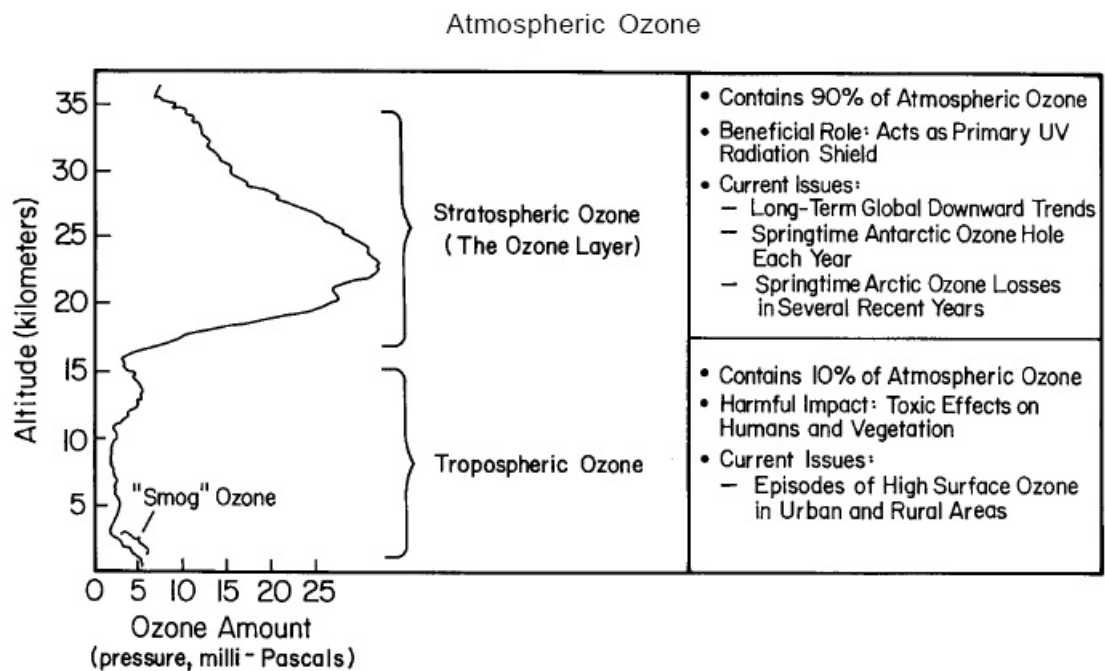 Atmospheric Ozone
Altitude (kilometers)
35
30
25
20
15
10
5
0 5 10 15 20 25
Ozone Amount
(pressure, milli-Pascals)
"Smog" Ozone
Stratospheric Ozone
(The Ozone Layer)
Tropospheric Ozone
• Contains 90% of Atmospheric Ozone
• Beneficial Role: Acts as Primary UV
Radiation Shield
• Current Issues:
— Long-Term Global Downward Trends
— Springtime Antarctic Ozone Hole
Each Year
— Springtime Arctic Ozone Losses
in Several Recent Years
• Contains 10% of Atmospheric Ozone
• Harmful Impact: Toxic Effects on
Humans and Vegetation
• Current Issues:
— Episodes of High Surface Ozone
in Urban and Rural Areas